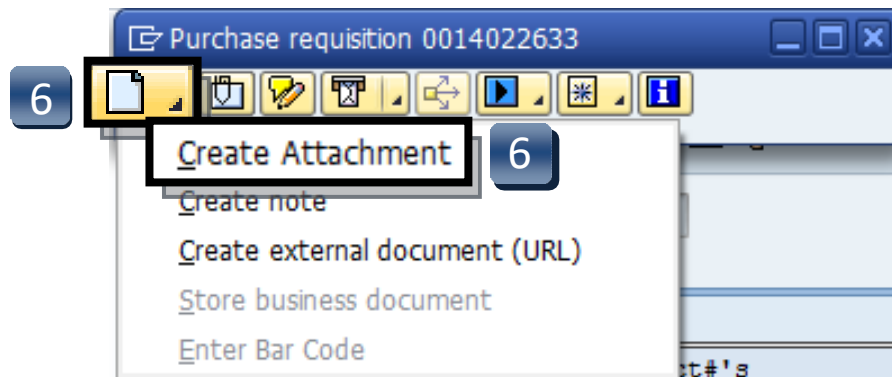 Purchase requisition 0014022633
6
Create Attachment
6
Create note
Create external document (URL)
Store business document
Enter Bar Code
ct#'s